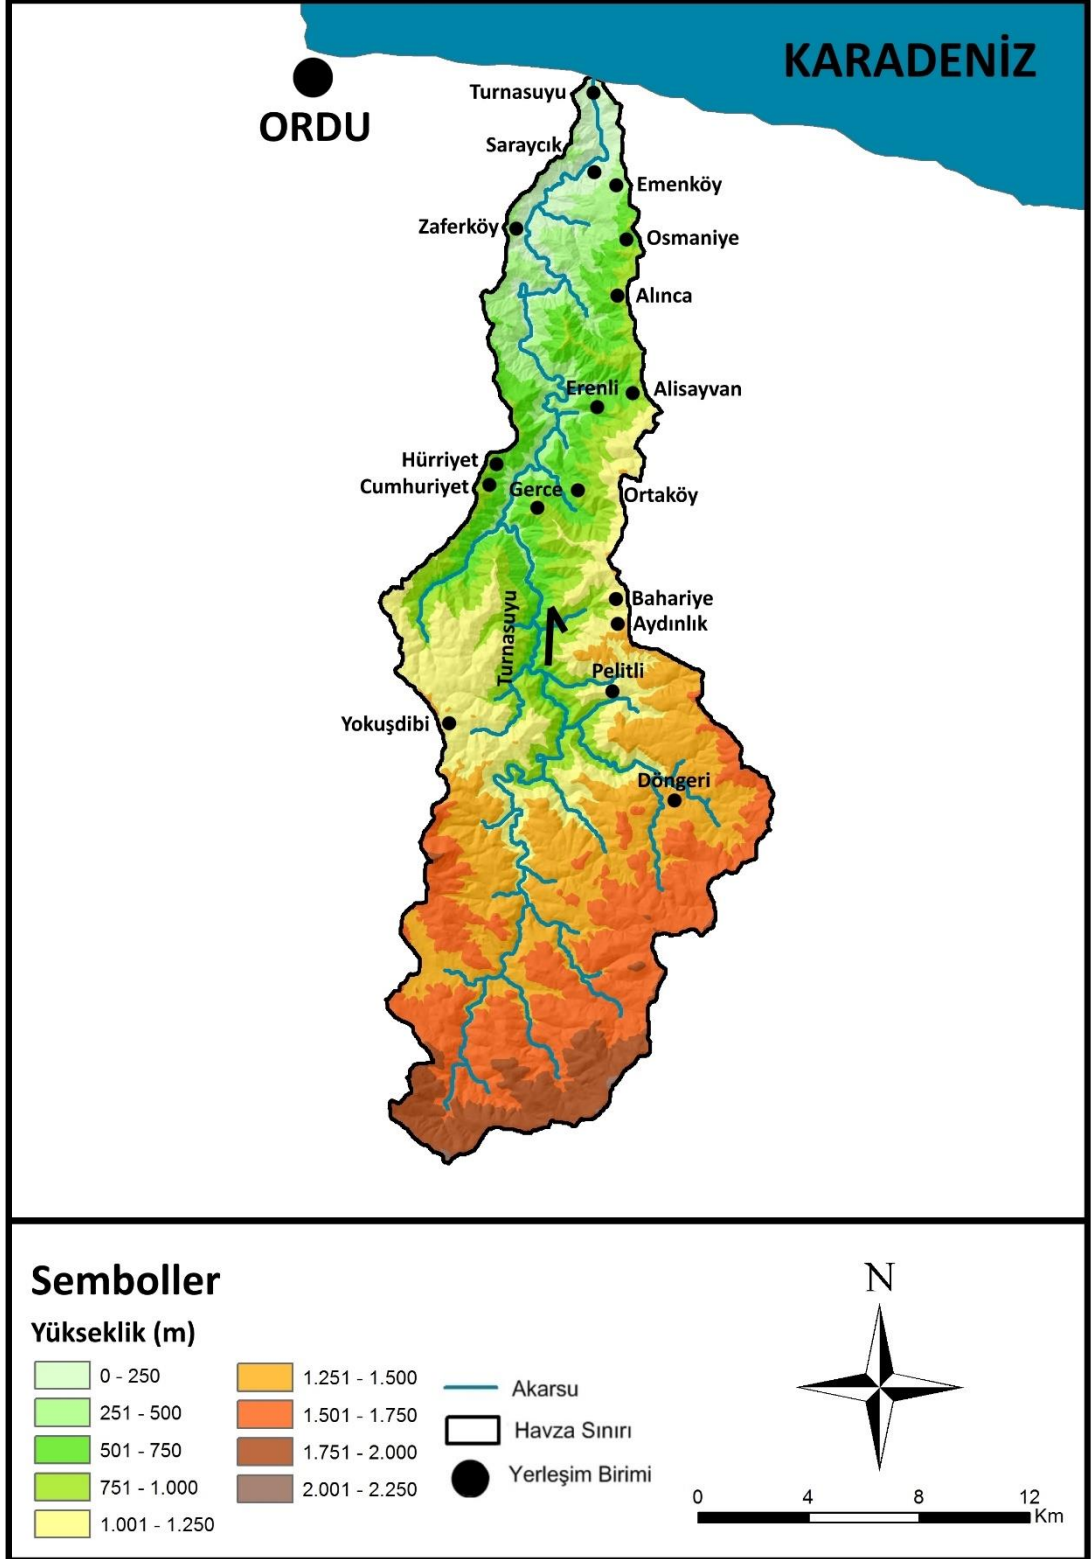 KARADENİZ
ORDU
Turnasuyu
Saraycık
Emenköy
Zaferköy
Osmaniye
Alınca
Erenli
Alisayvan
Hürriyet
Cumhuriyet
Gerce
Ortaköy
Bahariye
Aydınlık
Turnasuyu
Pelitli
Yokuşdibi
Döngeri
Semboller
Yükseklik (m)
0 - 250
251 - 500
501 - 750
751 - 1.000
1.001 - 1.250
1.251 - 1.500
1.501 - 1.750
1.751 - 2.000
2.001 - 2.250
Akarsu
Havza Sınırı
Yerleşim Birimi
N
0 4 8 12
Km